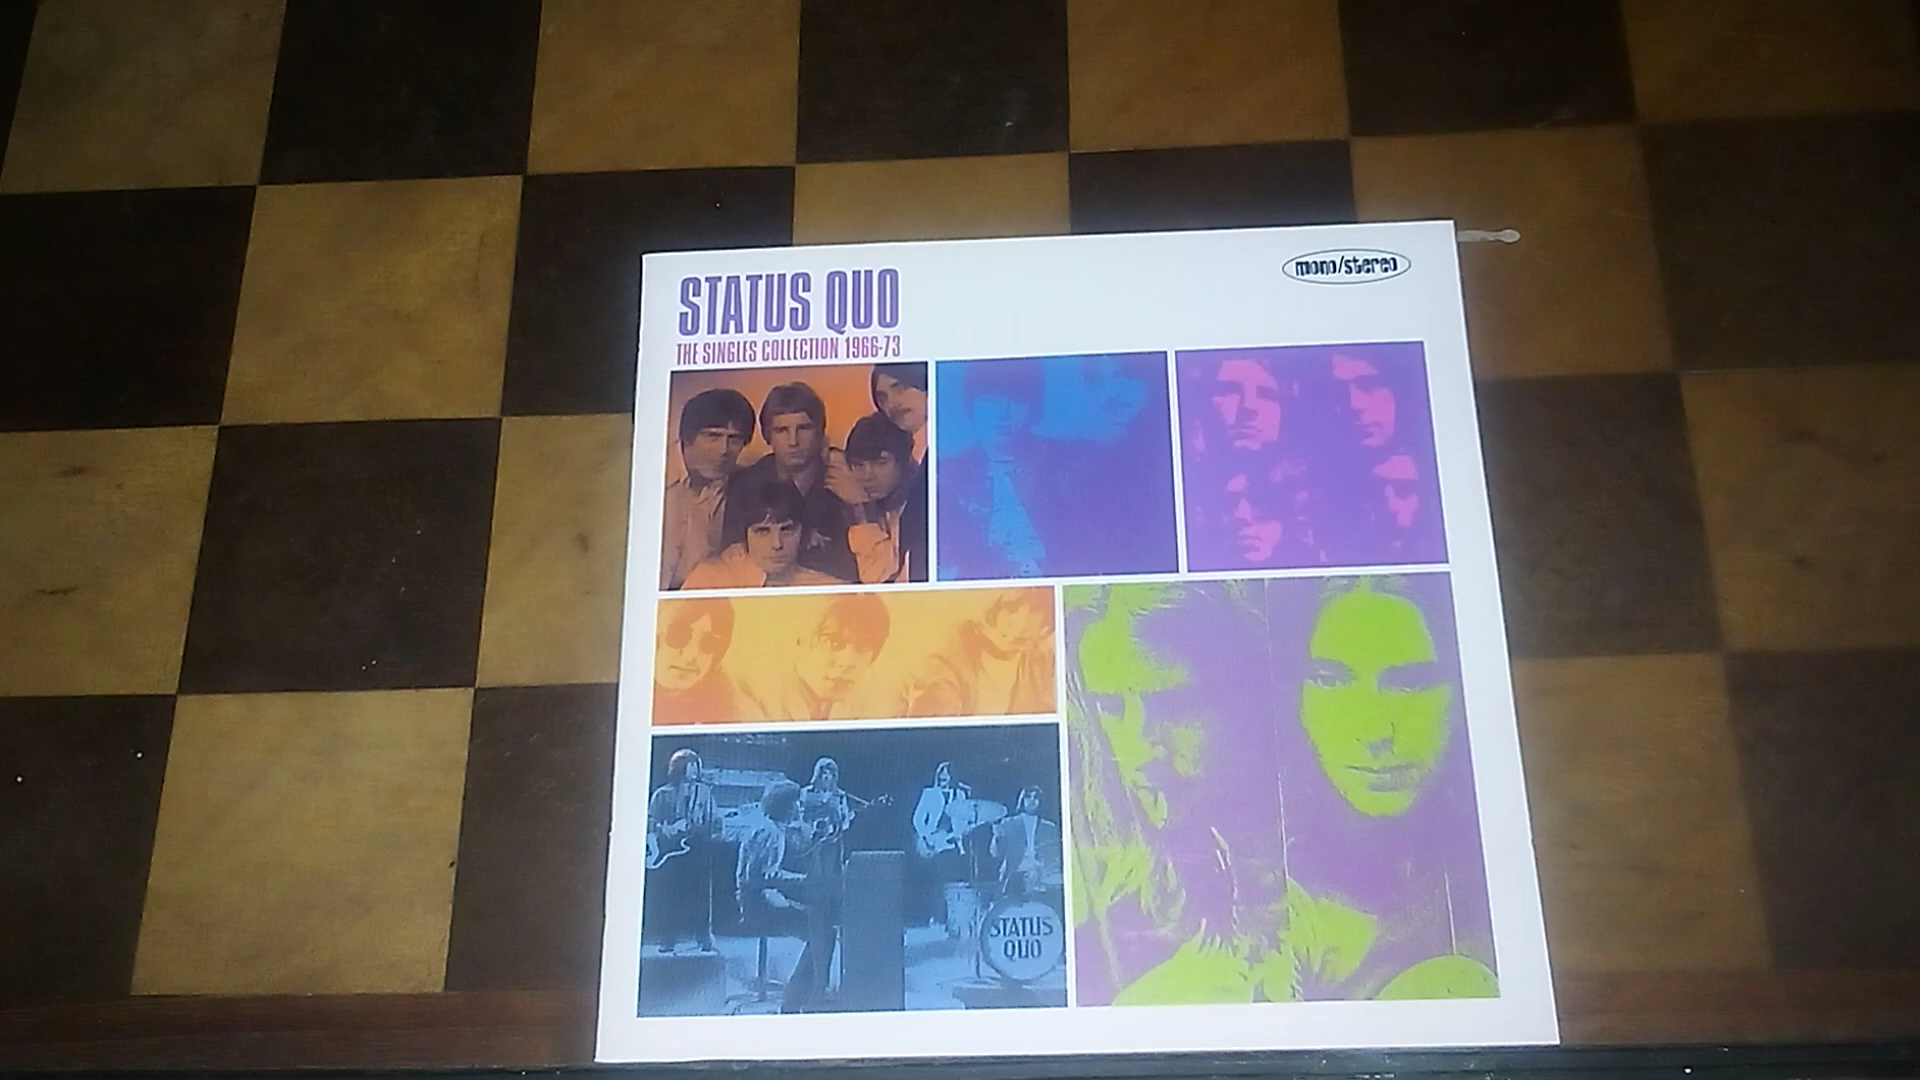 mono/stereo
STATUS QUO
THE SINGLES COLLECTION 1966-73
STATUS
QUO